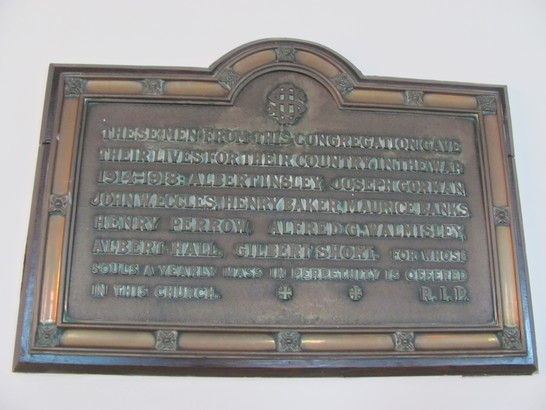 IHS
THESE·MEN·FROM·THIS·CONGREGATION·GAVE
THEIR·LIVES·FOR·THEIR·COUNTRY·IN·THE·WAR
1914-1918: ALBERT INSLEY JOSEPH GORMAN
JOHN W. ECCLES, HENRY BAKER, MAURICE BANKS
HENRY PERROW. ALFRED G. WALMISLEY
ALBERT HALL. GILBERT SHORT. FOR WHOSE
SOULS A YEARLY MASS IN PERPETUITY IS OFFERED
IN THIS CHURCH. R.I.P.